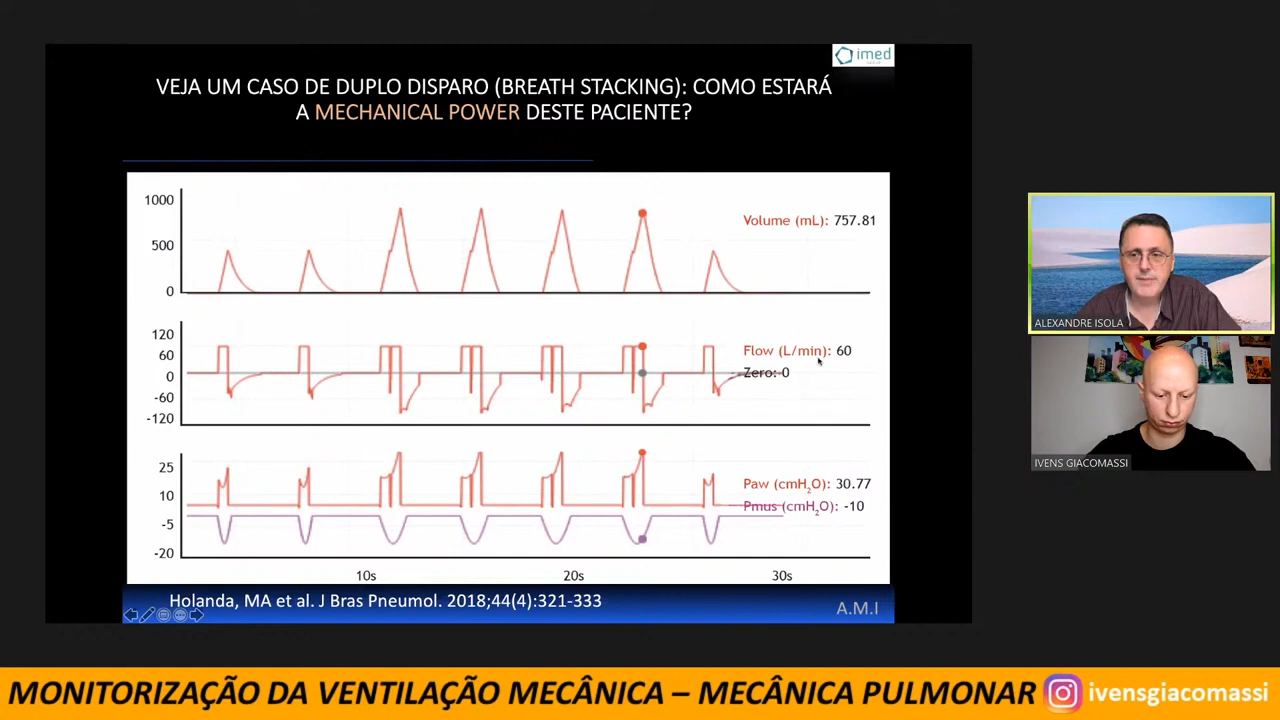 imed
VEJA UM CASO DE DUPLO DISPARO (BREATH STACKING): COMO ESTARÁ
A MECHANICAL POWER DESTE PACIENTE?
1000
500
0
Volume (mL): 757.81
120
60
0
-60
-120
Flow (L/min): 60
Zero: 0
25
10
-5
-20
Paw (cmH₂O): 30.77
Pmus (cmH₂O): -10
10s
20s
30s
Holanda, MA et al. J Bras Pneumol. 2018;44(4):321-333
A.M.I
ALEXANDRE ISOLA
IVENS GIACOMASSI
MONITORIZAÇÃO DA VENTILAÇÃO MECÂNICA – MECÂNICA PULMONAR
ivensgiacomassi